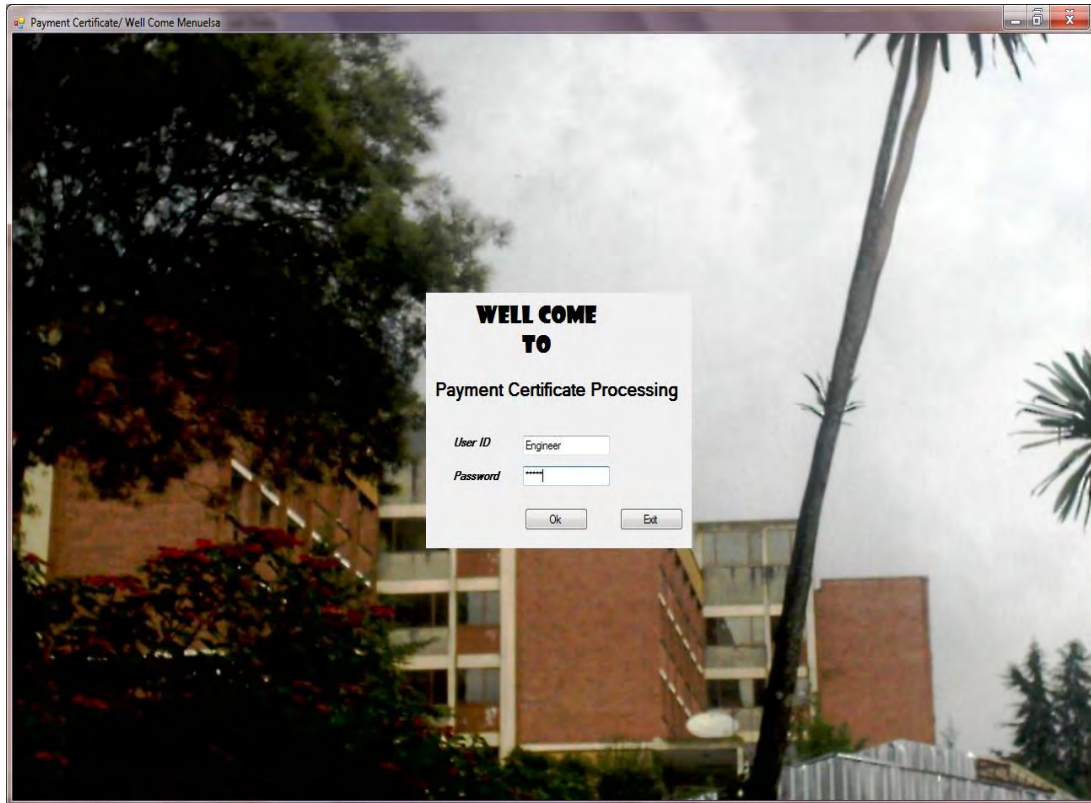 Payment Certificate/ Well Come Menuelsa
WELL COME
TO
Payment Certificate Processing
User ID Engineer
Password *****
Ok Exit